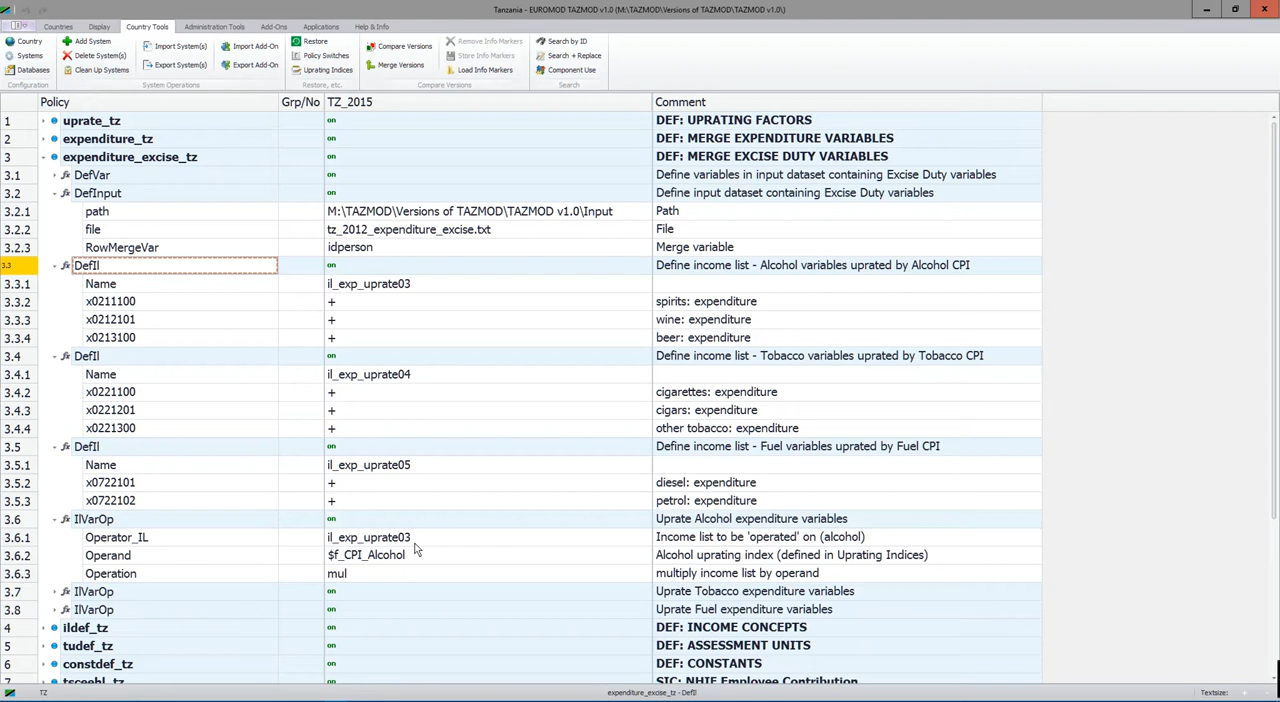 Tanzania - EUROMOD TAZMOD v1.0 (M:\TAZMOD\Versions of TAZMOD\TAZMOD v1.0\)
Countries Display Country Tools Administration Tools Add-Ons Applications Help & Info
Country Add System Import System(s) Import Add-On Restore Compare Versions Remove Info Markers Search by ID
Systems Delete System(s) Policy Switches Store Info Markers Search + Replace
Databases Clean Up Systems Export System(s) Export Add-On Uprating Indices Merge Versions Load Info Markers Component Use
Configuration System Operations Restore, etc. Compare Versions Search
Policy Grp/No TZ_2015 Comment
1 uprate_tz on DEF: UPRATING FACTORS
2 expenditure_tz on DEF: MERGE EXPENDITURE VARIABLES
3 expenditure_excise_tz on DEF: MERGE EXCISE DUTY VARIABLES
3.1 fx DefVar on Define variables in input dataset containing Excise Duty variables
3.2 fx DefInput on Define input dataset containing Excise Duty variables
3.2.1 path M:\TAZMOD\Versions of TAZMOD\TAZMOD v1.0\Input Path
3.2.2 file tz_2012_expenditure_excise.txt File
3.2.3 RowMergeVar idperson Merge variable
3.3 fx DefIl on Define income list - Alcohol variables uprated by Alcohol CPI
3.3.1 Name il_exp_uprate03
3.3.2 x0211100 + spirits: expenditure
3.3.3 x0212101 + wine: expenditure
3.3.4 x0213100 + beer: expenditure
3.4 fx DefIl on Define income list - Tobacco variables uprated by Tobacco CPI
3.4.1 Name il_exp_uprate04
3.4.2 x0221100 + cigarettes: expenditure
3.4.3 x0221201 + cigars: expenditure
3.4.4 x0221300 + other tobacco: expenditure
3.5 fx DefIl on Define income list - Fuel variables uprated by Fuel CPI
3.5.1 Name il_exp_uprate05
3.5.2 x0722101 + diesel: expenditure
3.5.3 x0722102 + petrol: expenditure
3.6 fx IlVarOp on Uprate Alcohol expenditure variables
3.6.1 Operator_IL il_exp_uprate03 Income list to be 'operated' on (alcohol)
3.6.2 Operand $f_CPI_Alcohol Alcohol uprating index (defined in Uprating Indices)
3.6.3 Operation mul multiply income list by operand
3.7 fx IlVarOp on Uprate Tobacco expenditure variables
3.8 fx IlVarOp on Uprate Fuel expenditure variables
4 ildef_tz on DEF: INCOME CONCEPTS
5 tudef_tz on DEF: ASSESSMENT UNITS
6 constdef_tz on DEF: CONSTANTS
7 tsceehl_tz on SIC: NHIF Employee Contribution
TZ expenditure_excise_tz - DefIl Textsize: + -